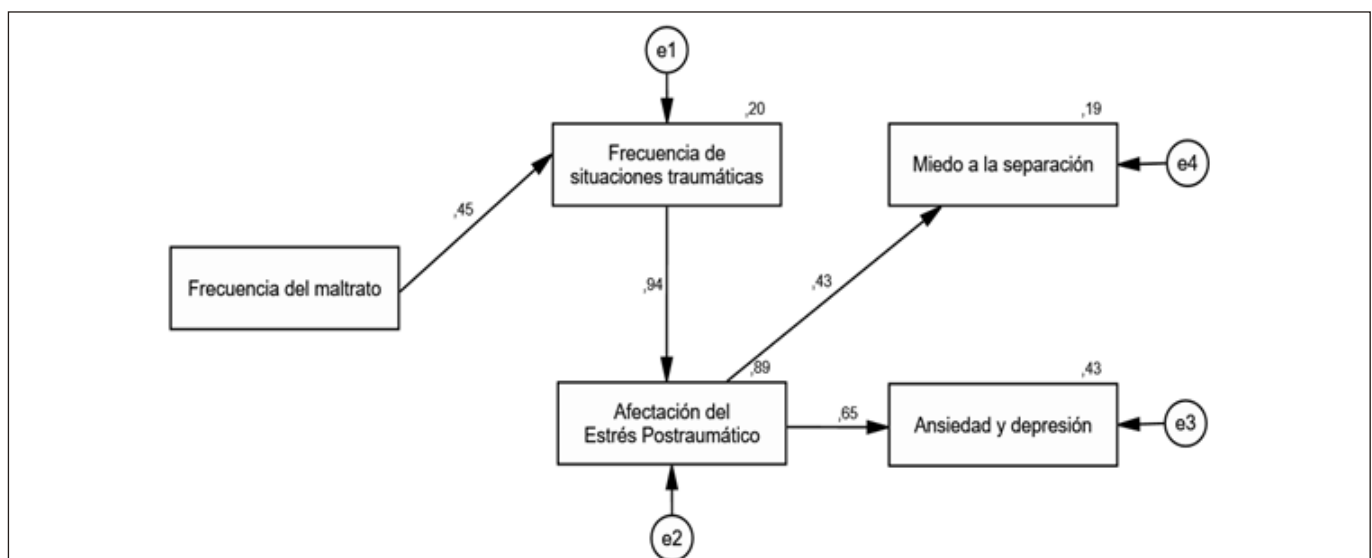 e1
,20
,19
Frecuencia de
situaciones traumáticas
Miedo a la separación
e4
,45
Frecuencia del maltrato
,94
,43
,89
,43
Afectación del
Estrés Postraumático
,65
Ansiedad y depresión
e3
e2